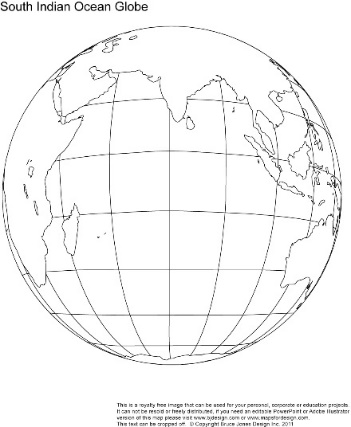 South Indian Ocean Globe
This is a royalty free image that can be used for your personal, corporate or education projects.
It can not be resold or freely distributed, if you need an editable PowerPoint or Adobe Illustrator
version of this map please visit www.bjdesign.com or www.mapsfordesign.com.
This text can be cropped off. © Copyright Bruce Jones Design Inc. 2011